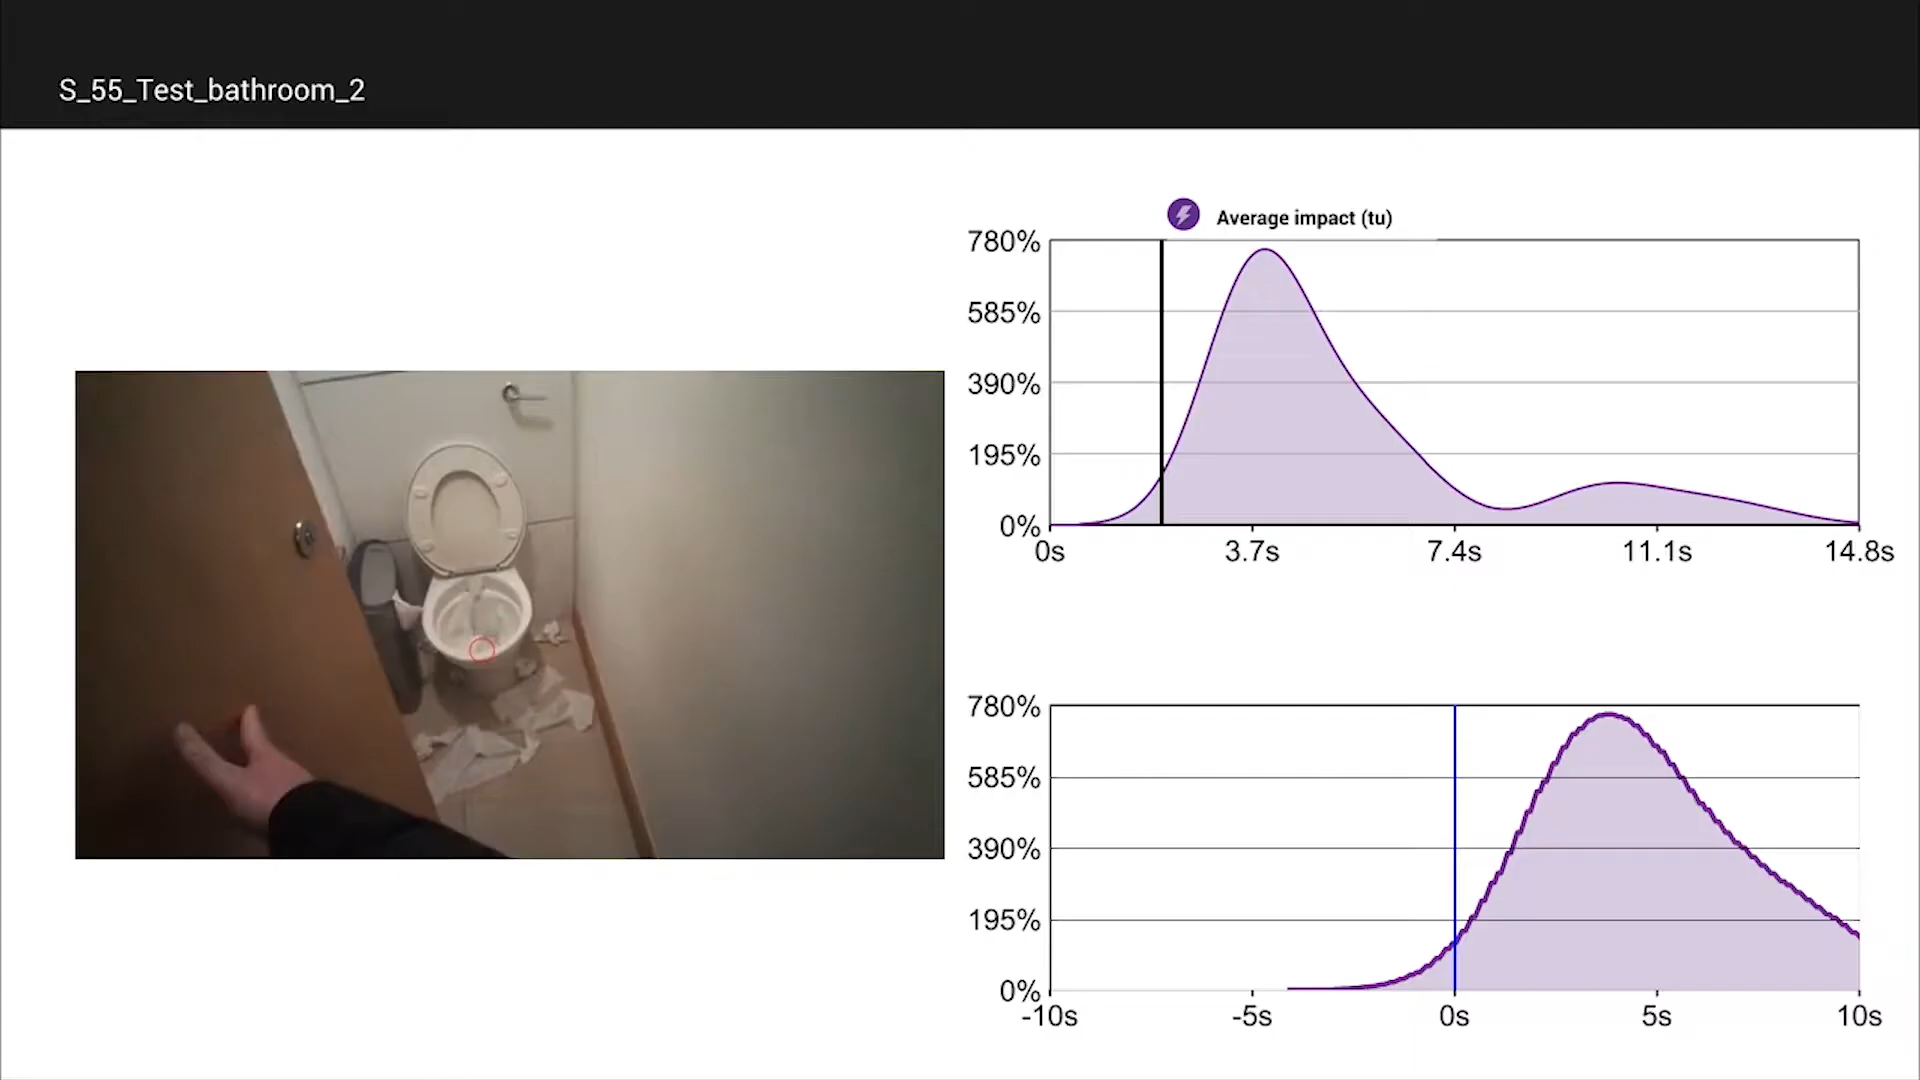 S_55_Test_bathroom_2
Average impact (tu)
780%
585%
390%
195%
0%
0s 3.7s 7.4s 11.1s 14.8s
780%
585%
390%
195%
0%
-10s -5s 0s 5s 10s